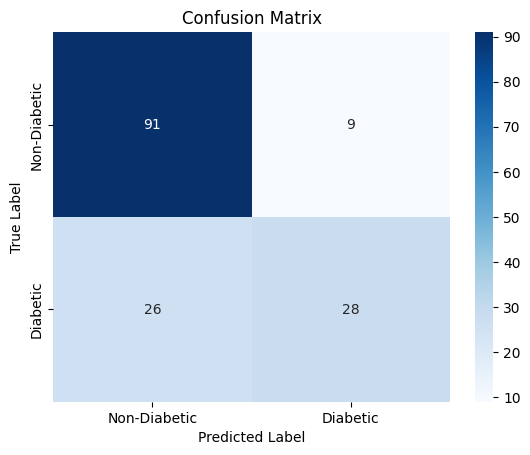 Confusion Matrix
True Label
Non-Diabetic
91
9
Diabetic
26
28
Non-Diabetic
Diabetic
Predicted Label
90
80
70
60
50
40
30
20
10